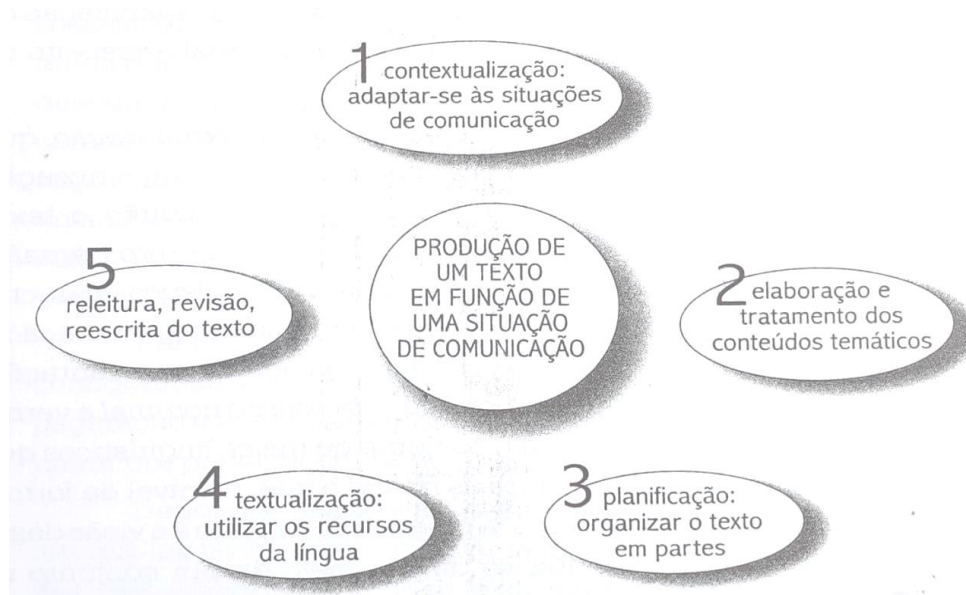 1 contextualização:
adaptar-se às situações
de comunicação
PRODUÇÃO DE
UM TEXTO
EM FUNÇÃO DE
UMA SITUAÇÃO
DE COMUNICAÇÃO
2 elaboração e
tratamento dos
conteúdos temáticos
3 planificação:
organizar o texto
em partes
4 textualização:
utilizar os recursos
da língua
5
releitura, revisão,
reescrita do texto